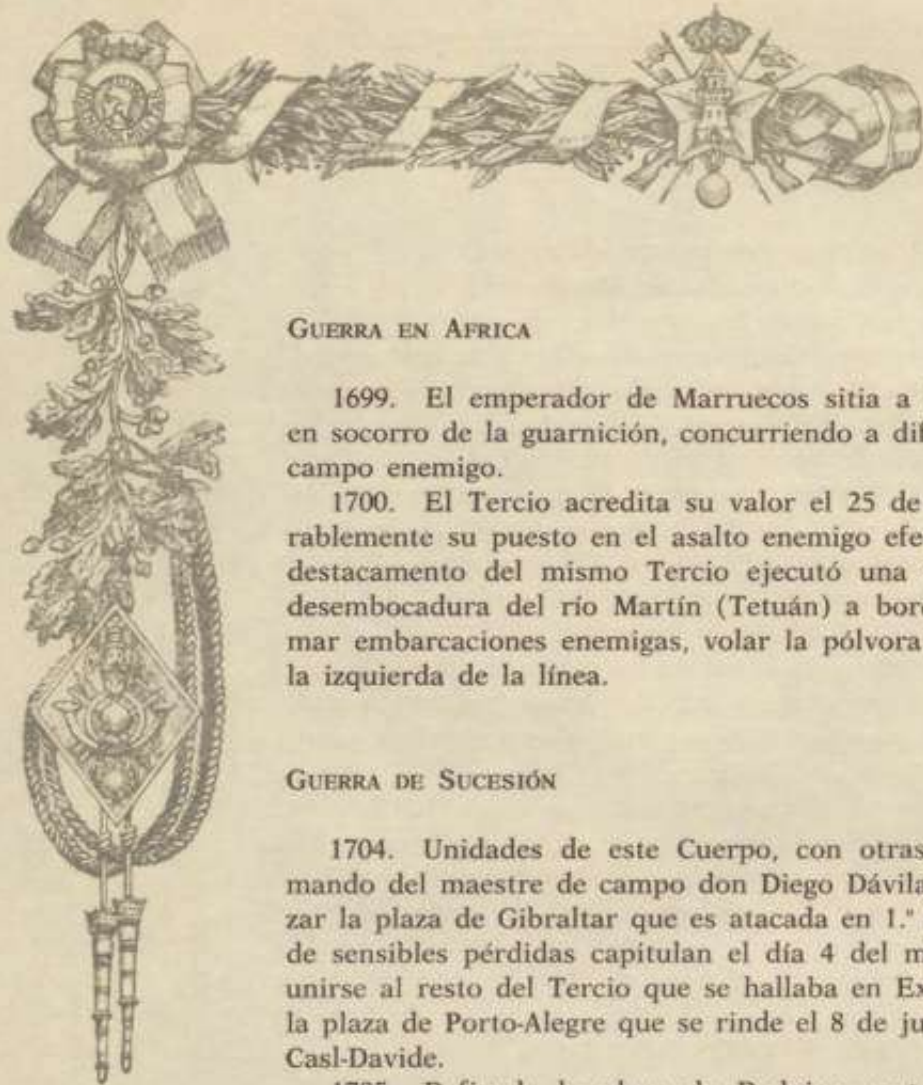 GUERRA EN AFRICA
1699. El emperador de Marruecos sitia a
en socorro de la guarnición, concurriendo a dif
campo enemigo.
1700. El Tercio acredita su valor el 25 de
rablemente su puesto en el asalto enemigo efe
destacamento del mismo Tercio ejecutó una
desembocadura del río Martín (Tetuán) a bor
mar embarcaciones enemigas, volar la pólvora
la izquierda de la línea.
GUERRA DE SUCESIÓN
1704. Unidades de este Cuerpo, con otras
mando del maestre de campo don Diego Dávila
zar la plaza de Gibraltar que es atacada en 1.º
de sensibles pérdidas capitulan el día 4 del m
unirse al resto del Tercio que se hallaba en Ex
la plaza de Porto-Alegre que se rinde el 8 de ju
Casl-Davide.